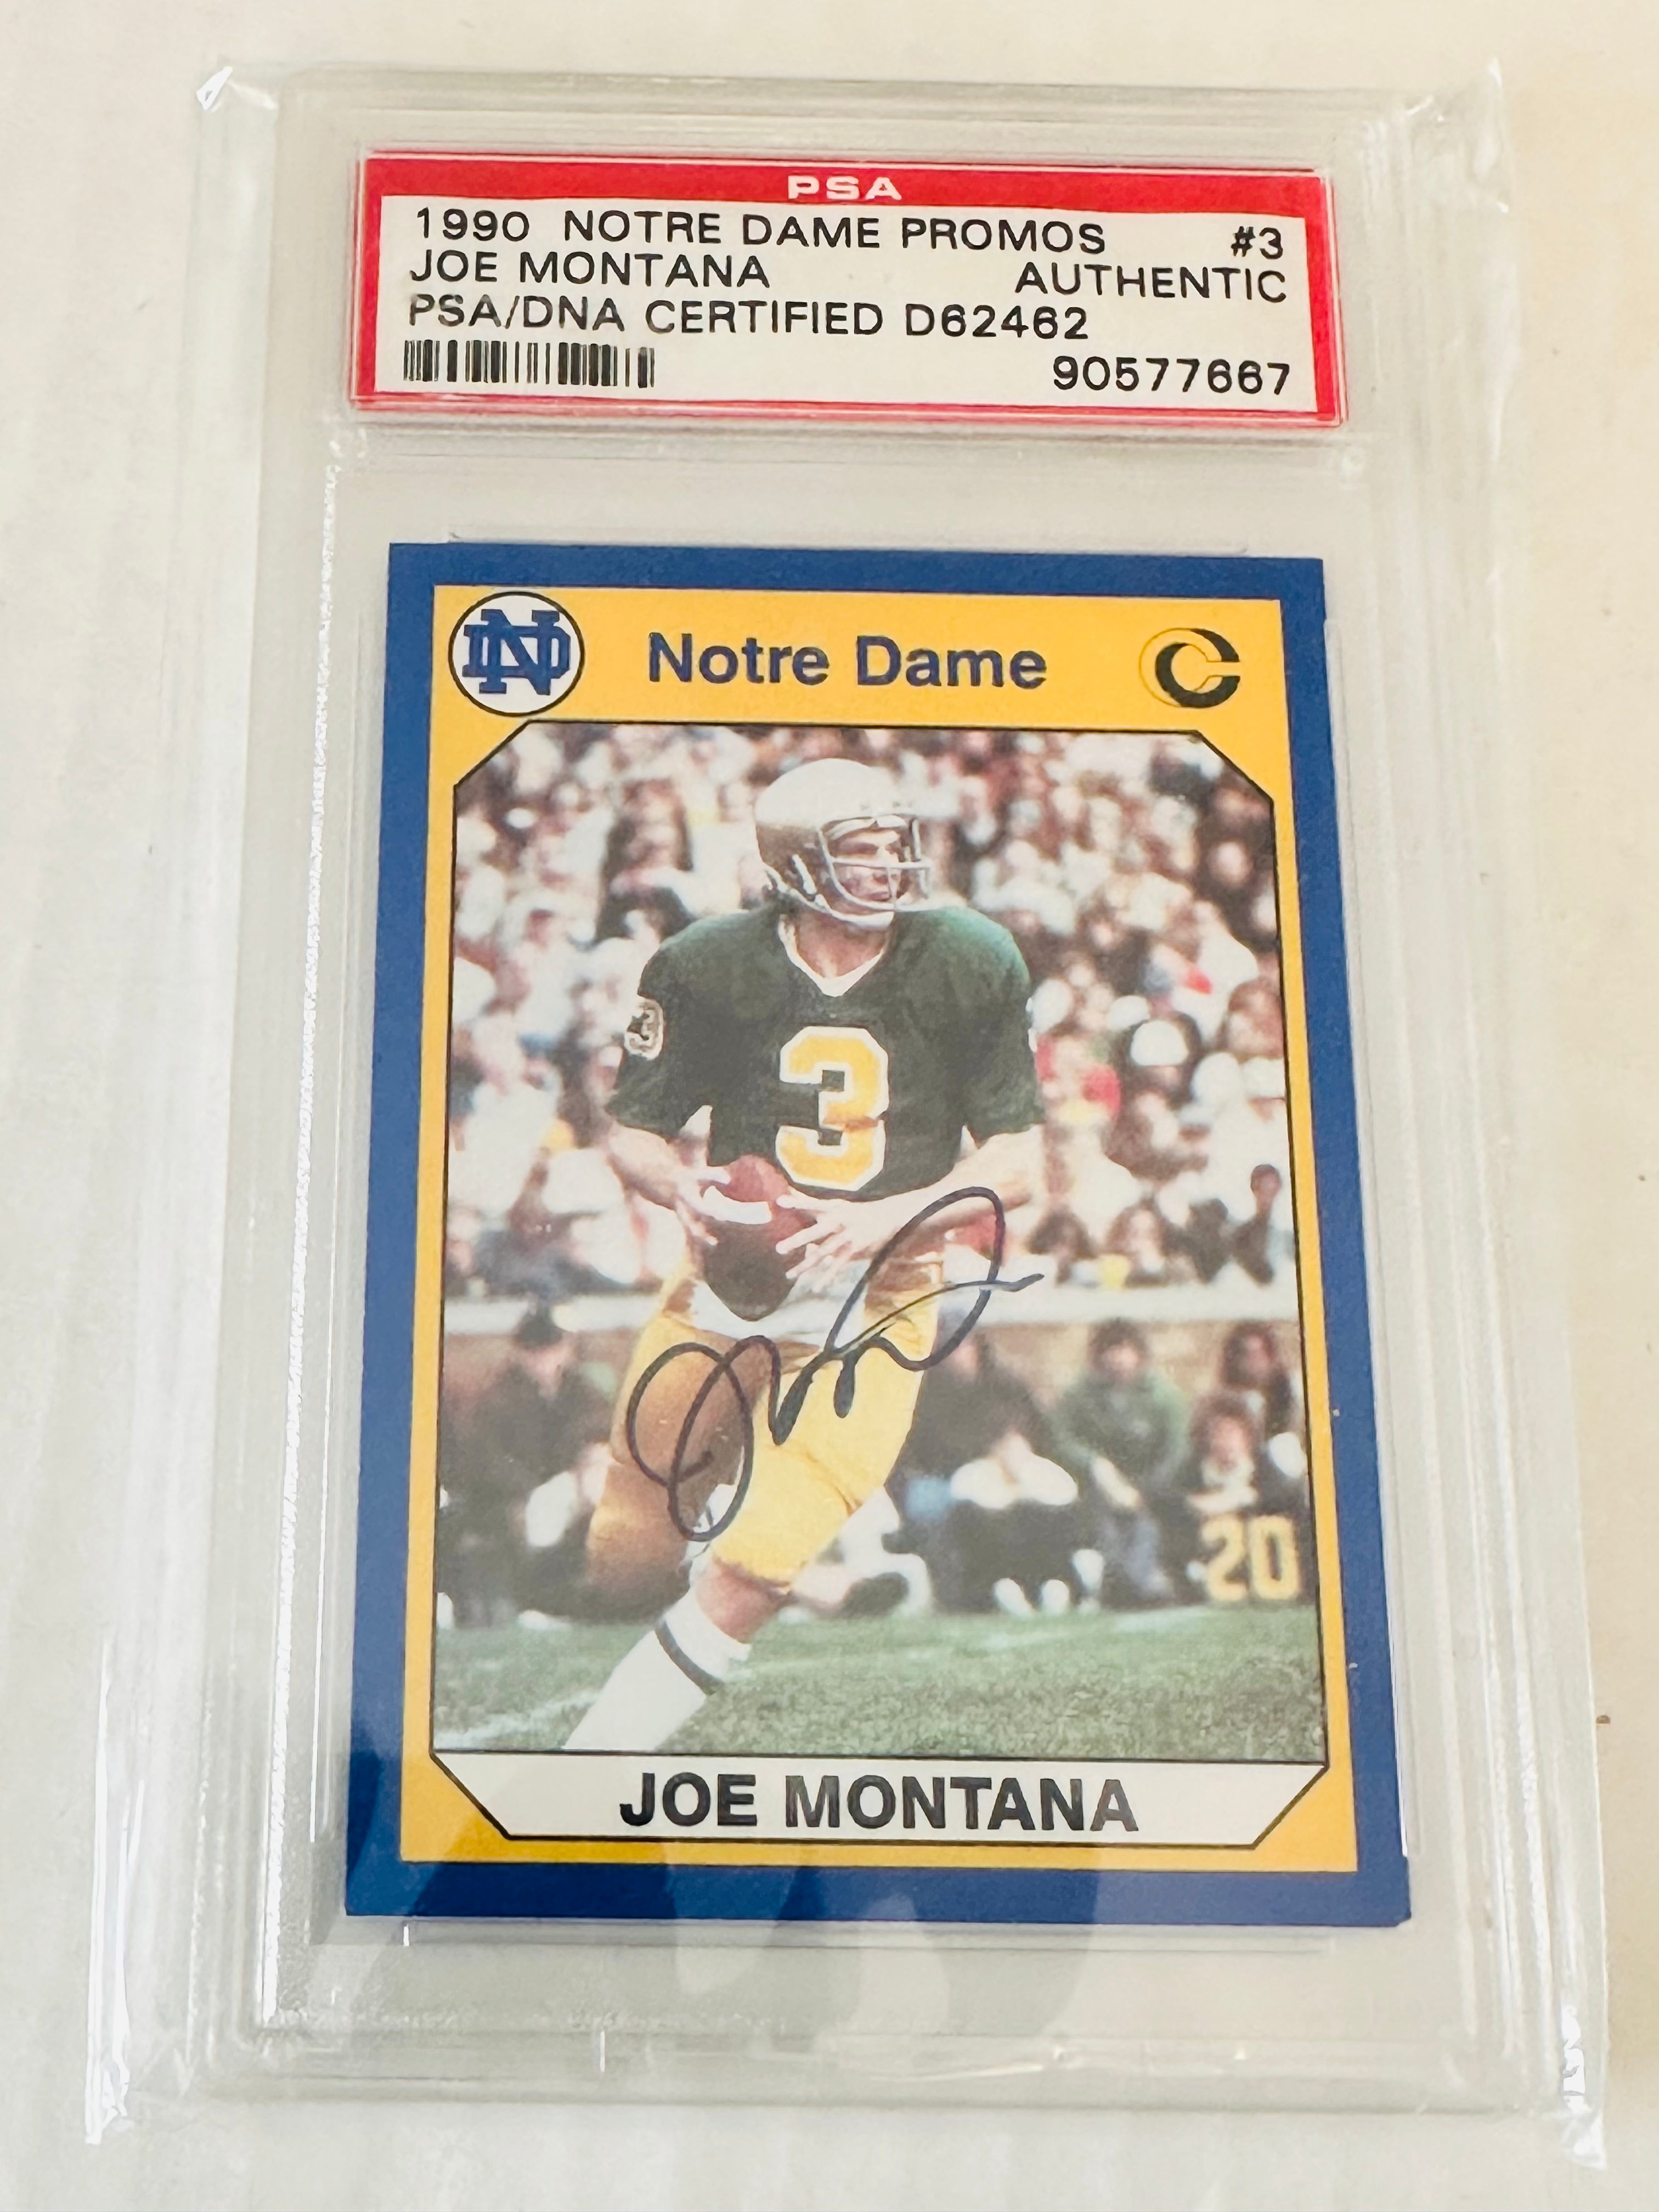 PSA
1990 NOTRE DAME PROMOS #3
JOE MONTANA AUTHENTIC
PSA/DNA CERTIFIED D62462
90577667
ND Notre Dame C
3
3
20
JOE MONTANA